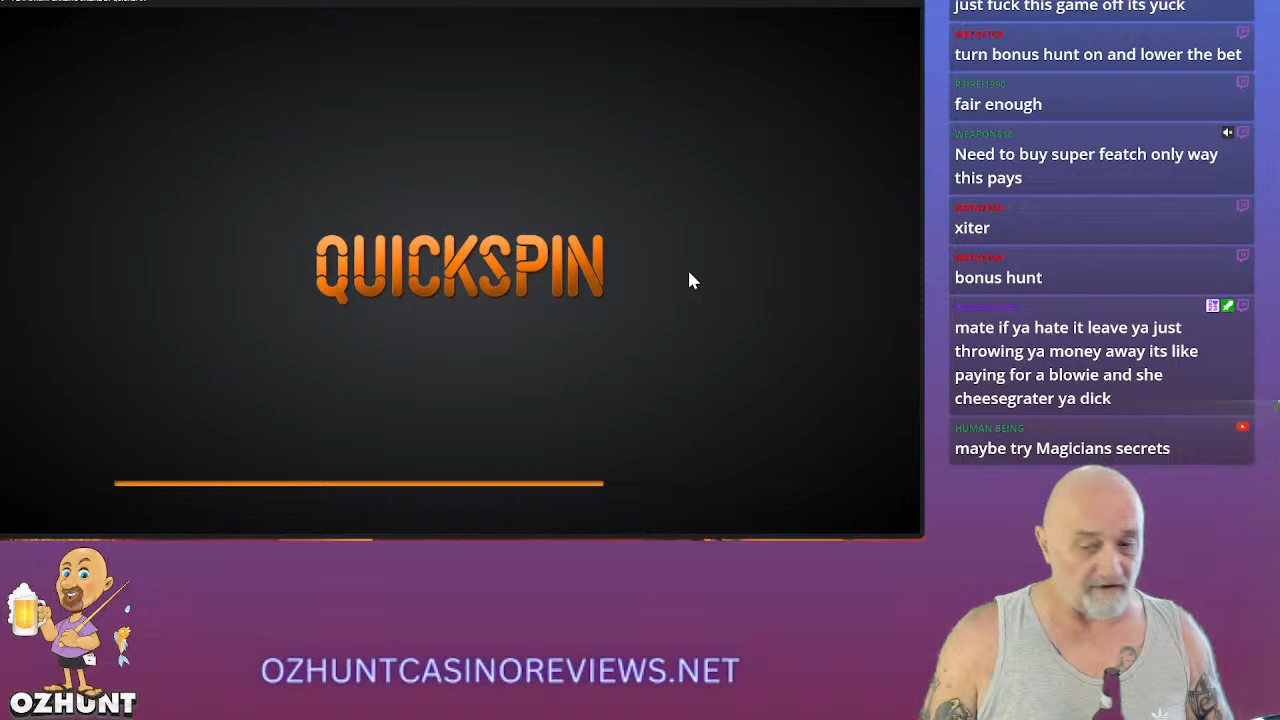 just fuck this game off its yuck
turn bonus hunt on and lower the bet
R3IREI1990
fair enough
WEAPONE18
Need to buy super featch only way
this pays
xiter
bonus hunt
mate if ya hate it leave ya just
throwing ya money away its like
paying for a blowie and she
cheesegrater ya dick
HUMAN BEING
maybe try Magicians secrets
QUICKSPIN
OZHUNTCASINOREVIEWS.NET
OZHUNT